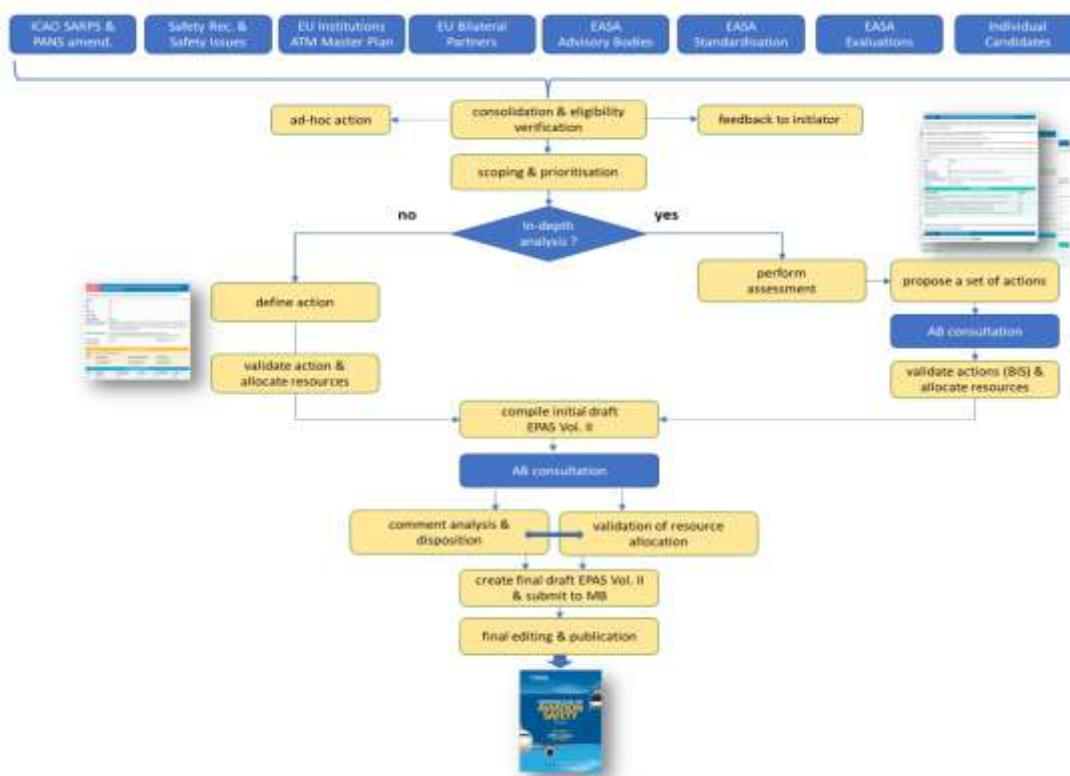 ICAO SARPS &
PANS amend.
Safety Rec. &
Safety Issues
EU Institutions
ATM Master Plan
EU Bilateral
Partners
EASA
Advisory Bodies
EASA
Standardisation
EASA
Evaluations
Individual
Candidates
ad-hoc action
consolidation & eligibility
verification
feedback to initiator
scoping & prioritisation
no
In-depth
analysis ?
yes
define action
perform
assessment
propose a set of actions
AB consultation
validate action &
allocate resources
validate actions (BIS) &
allocate resources
compile initial draft
EPAS Vol. II
AB consultation
comment analysis &
disposition
validation of resource
allocation
create final draft EPAS Vol. II
& submit to MB
final editing & publication
AVIATION
SAFETY